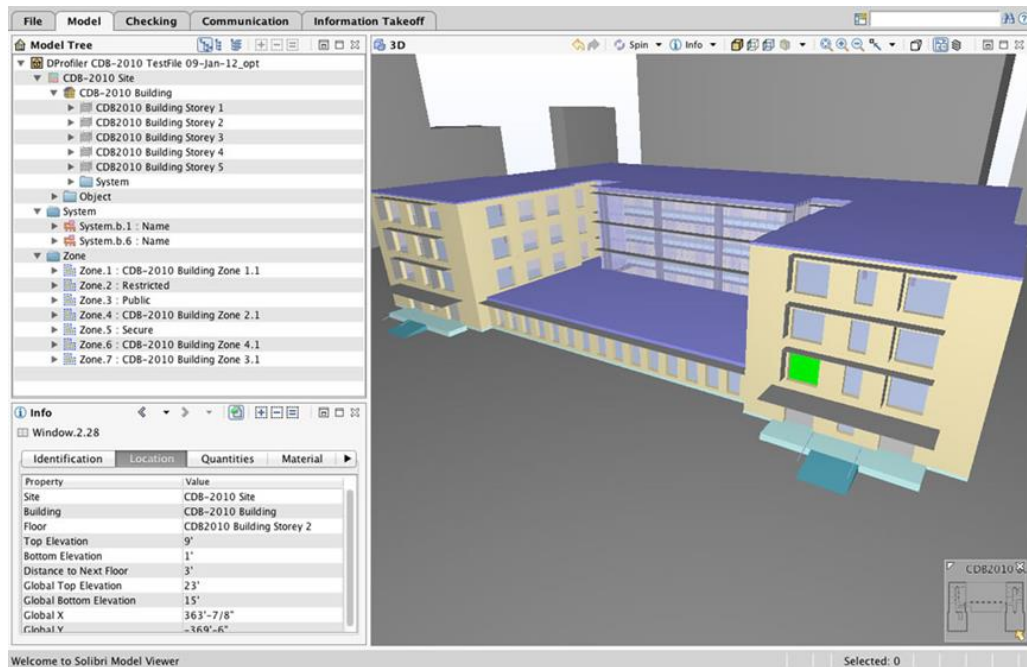 File Model Checking Communication Information Takeoff
Model Tree
DProfiler CDB-2010 TestFile 09-Jan-12_opt
CDB-2010 Site
CDB-2010 Building
CDB2010 Building Storey 1
CDB2010 Building Storey 2
CDB2010 Building Storey 3
CDB2010 Building Storey 4
CDB2010 Building Storey 5
System
Object
System
System.b.1 : Name
System.b.6 : Name
Zone
Zone.1 : CDB-2010 Building Zone 1.1
Zone.2 : Restricted
Zone.3 : Public
Zone.4 : CDB-2010 Building Zone 2.1
Zone.5 : Secure
Zone.6 : CDB-2010 Building Zone 4.1
Zone.7 : CDB-2010 Building Zone 3.1
Info
Window.2.28
Identification Location Quantities Material
Property Value
Site CDB-2010 Site
Building CDB-2010 Building
Floor CDB2010 Building Storey 2
Top Elevation 9'
Bottom Elevation 1'
Distance to Next Floor 3'
Global Top Elevation 23'
Global Bottom Elevation 15'
Global X 363'-7/8"
Global Y -369'-6"
3D Spin Info
CDB2010
Welcome to Solibri Model Viewer Selected: 0